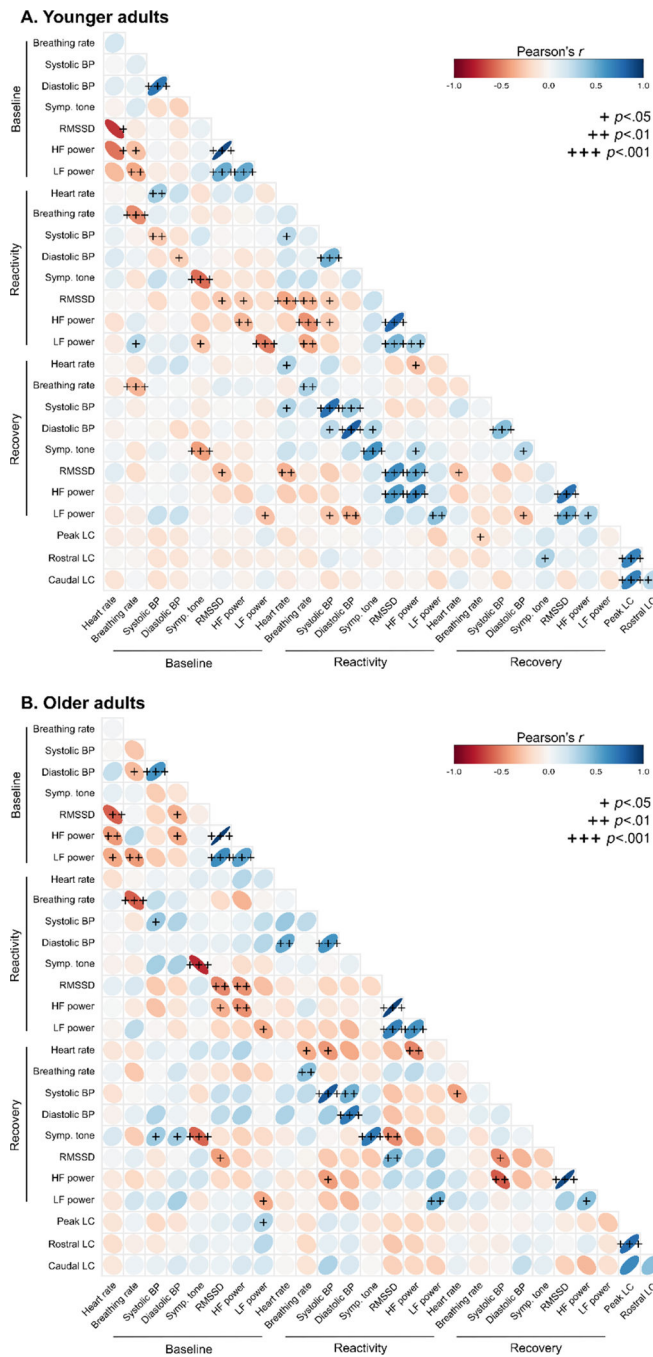 A. Younger adults
Pearson's r
-1.0 -0.5 0.0 0.5 1.0
+ p<.05
++ p<.01
+++ p<.001
Baseline
Breathing rate
Systolic BP
Diastolic BP
Symp. tone
RMSSD
HF power
LF power
Reactivity
Heart rate
Breathing rate
Systolic BP
Diastolic BP
Symp. tone
RMSSD
HF power
LF power
Recovery
Heart rate
Breathing rate
Systolic BP
Diastolic BP
Symp. tone
RMSSD
HF power
LF power
Peak LC
Rostral LC
Caudal LC
Heart rate
Breathing rate
Systolic BP
Diastolic BP
Symp. tone
RMSSD
HF power
LF power
Heart rate
Breathing rate
Systolic BP
Diastolic BP
Symp. tone
RMSSD
HF power
LF power
Heart rate
Breathing rate
Systolic BP
Diastolic BP
Symp. tone
RMSSD
HF power
LF power
Peak LC
Rostral LC
Baseline Reactivity Recovery
B. Older adults
Pearson's r
-1.0 -0.5 0.0 0.5 1.0
+ p<.05
++ p<.01
+++ p<.001
Baseline
Breathing rate
Systolic BP
Diastolic BP
Symp. tone
RMSSD
HF power
LF power
Reactivity
Heart rate
Breathing rate
Systolic BP
Diastolic BP
Symp. tone
RMSSD
HF power
LF power
Recovery
Heart rate
Breathing rate
Systolic BP
Diastolic BP
Symp. tone
RMSSD
HF power
LF power
Peak LC
Rostral LC
Caudal LC
Heart rate
Breathing rate
Systolic BP
Diastolic BP
Symp. tone
RMSSD
HF power
LF power
Heart rate
Breathing rate
Systolic BP
Diastolic BP
Symp. tone
RMSSD
HF power
LF power
Heart rate
Breathing rate
Systolic BP
Diastolic BP
Symp. tone
RMSSD
HF power
LF power
Peak LC
Rostral LC
Baseline Reactivity Recovery